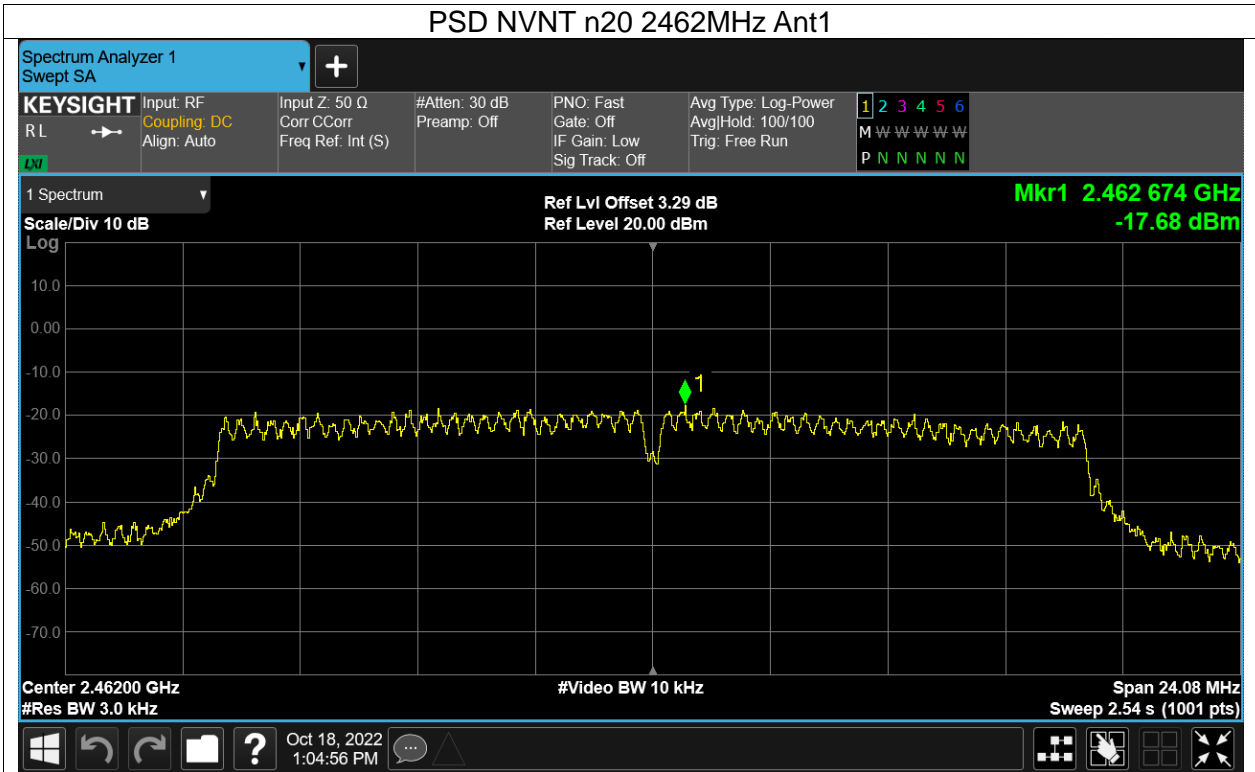 PSD NVNT n20 2462MHz Ant1
Spectrum Analyzer 1
Swept SA
KEYSIGHT
R L
LXI
Input: RF
Coupling: DC
Align: Auto
Input Z: 50 Ω
Corr CCorr
Freq Ref: Int (S)
#Atten: 30 dB
Preamp: Off
PNO: Fast
Gate: Off
IF Gain: Low
Sig Track: Off
Avg Type: Log-Power
Avg|Hold: 100/100
Trig: Free Run
1 2 3 4 5 6
M W W W W W
P N N N N N
1 Spectrum
Scale/Div 10 dB
Log
Ref Lvl Offset 3.29 dB
Ref Level 20.00 dBm
Mkr1 2.462 674 GHz
-17.68 dBm
10.0
0.00
-10.0
-20.0
-30.0
-40.0
-50.0
-60.0
-70.0
1
Center 2.46200 GHz
#Res BW 3.0 kHz
#Video BW 10 kHz
Span 24.08 MHz
Sweep 2.54 s (1001 pts)
?
Oct 18, 2022
1:04:56 PM